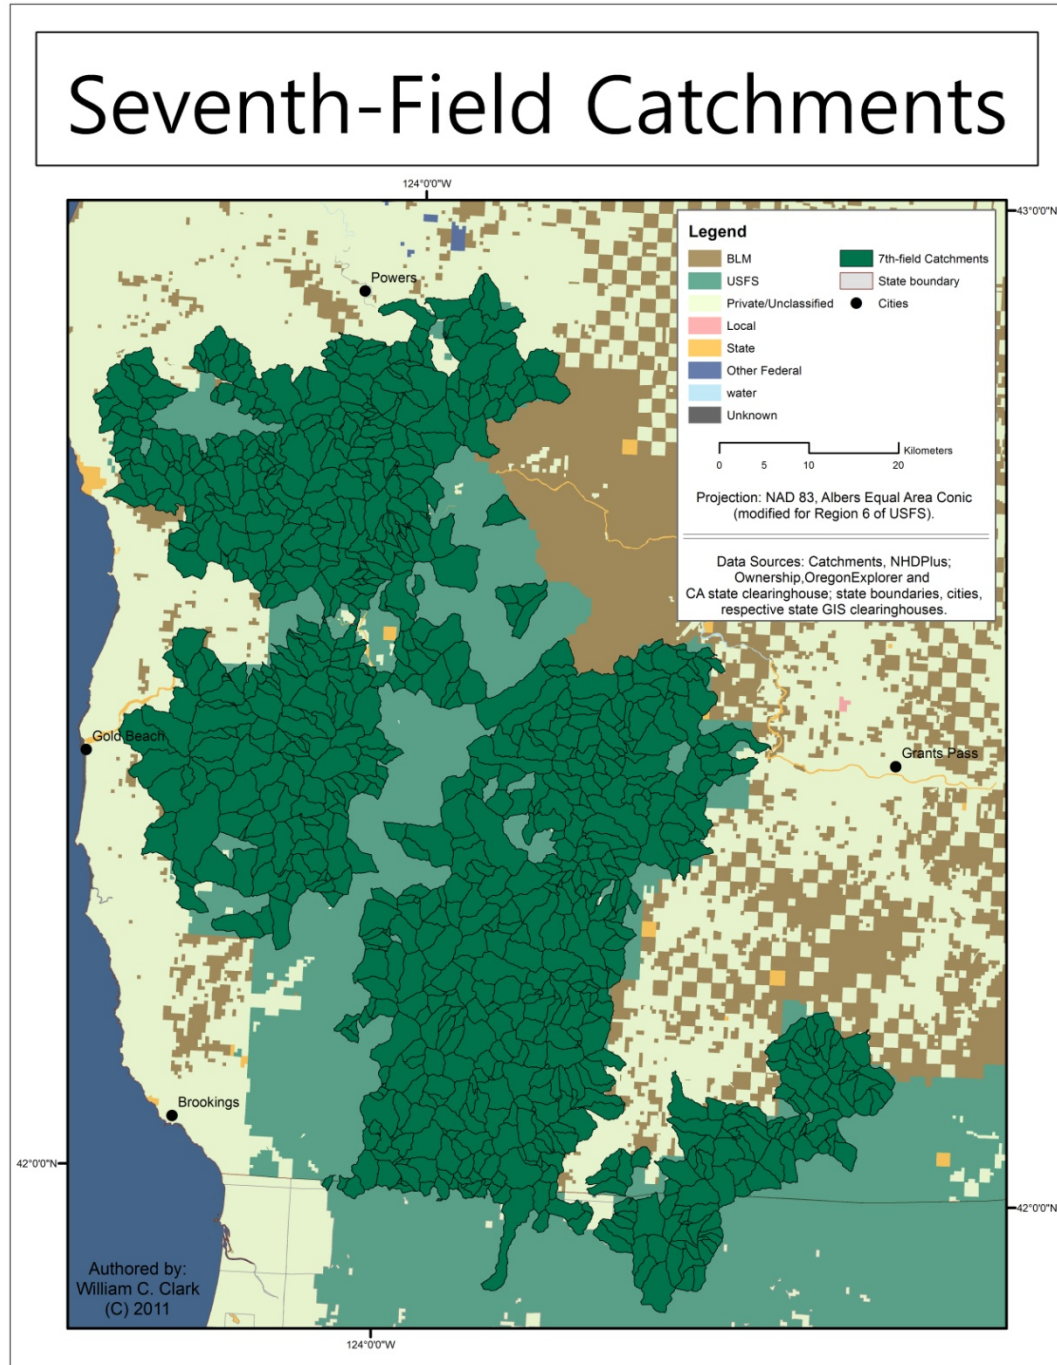 Seventh-Field Catchments
124°0'0"W
43°0'0"N
Legend
BLM
USFS
Private/Unclassified
Local
State
Other Federal
water
Unknown
7th-field Catchments
State boundary
Cities
Kilometers
0 5 10 20
Projection: NAD 83, Albers Equal Area Conic
(modified for Region 6 of USFS).
Data Sources: Catchments, NHDPlus;
Ownership,OregonExplorer and
CA state clearinghouse; state boundaries, cities,
respective state GIS clearinghouses.
Powers
Gold Beach
Grants Pass
Brookings
42°0'0"N
42°0'0"N
Authored by:
William C. Clark
(C) 2011
124°0'0"W